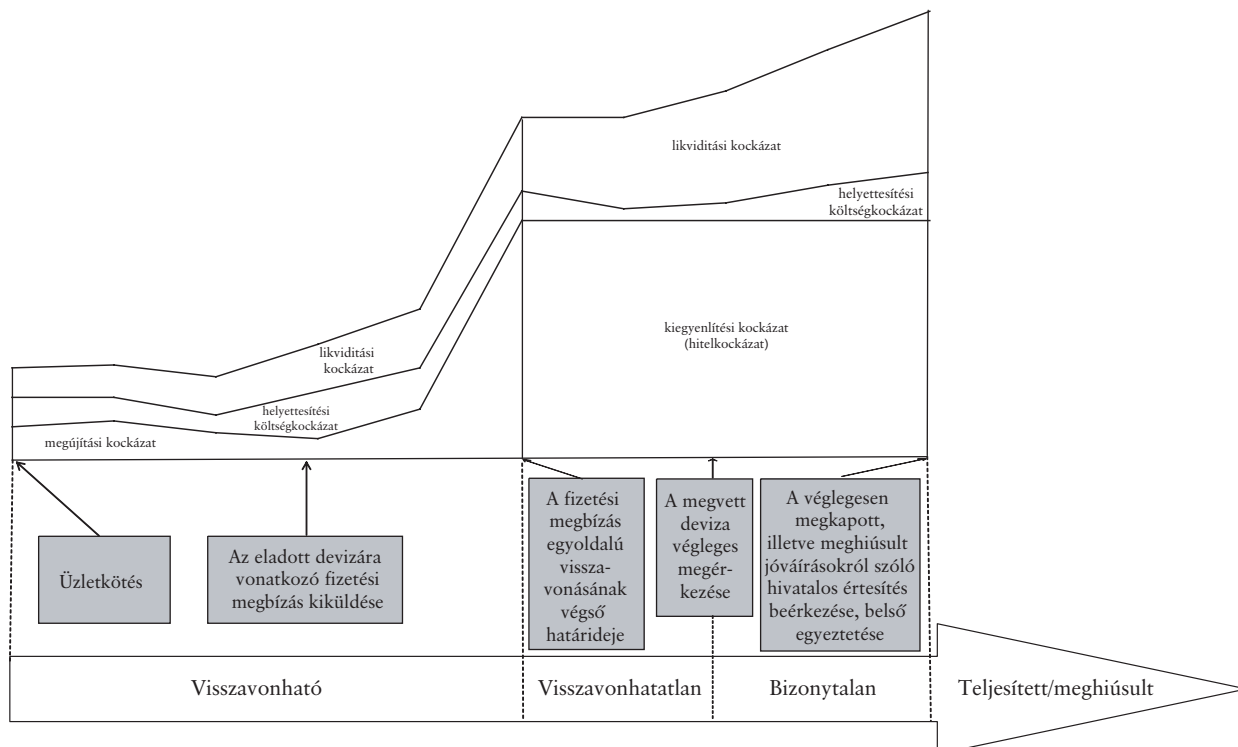 likviditási kockázat
helyettesítési
költségkockázat
kiegyenlítési kockázat
(hitelkockázat)
likviditási
kockázat
helyettesítési
költségkockázat
megújítási kockázat
Üzletkötés
Az eladott devizára
vonatkozó fizetési
megbízás kiküldése
A fizetési
megbízás
egyoldalú
vissza-
vonásának
végső
határideje
A megvett
deviza
végleges
megér-
kezése
A véglegesen
megkapott,
illetve meghiúsult
jóváírásokról szóló
hivatalos értesítés
beérkezése, belső
egyeztetése
Visszavonható
Visszavonhatatlan
Bizonytalan
Teljesített/meghiúsult